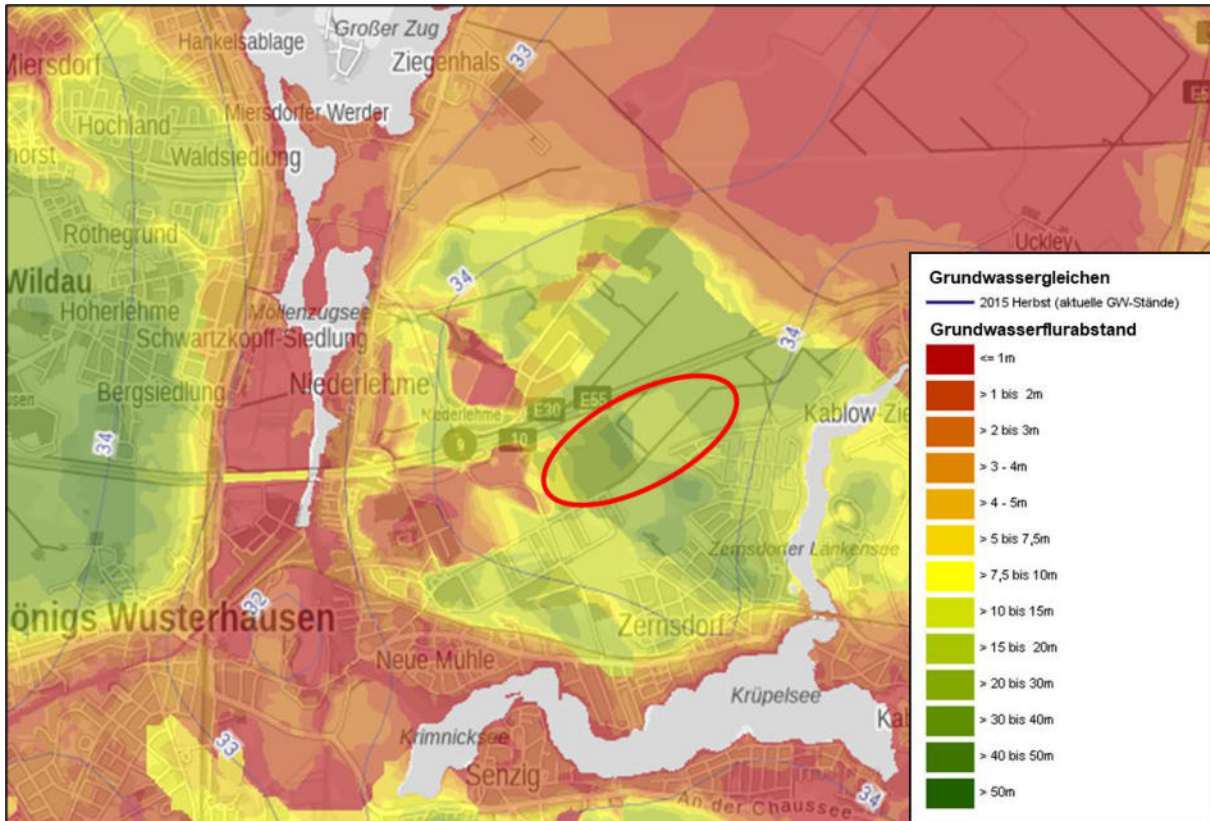 Großer Zug
Hankelsablage
Ziegenhals
33
Miersdorf
E5
Miersdorfer Werder
Hochland
horst
Waldsiedlung
Röthegrund
Uckley
Wildau
34
Hoherlehme
Möllenzugsee
Schwartzkopff-Siedlung
34
Bergsiedlung
Niederlehme
Niederlehme
E30
E55
10
9
Kablow-Zie
34
Zernsdorfer Lankensee
32
önigs Wusterhausen
Zernsdorf
Neue Mühle
Krüpelsee
Kab
Krimnicksee
33
Senzig
An der Chaussee
34
Grundwassergleichen
2015 Herbst (aktuelle GW-Stände)
Grundwasserflurabstand
<= 1m
> 1 bis 2m
> 2 bis 3m
> 3 - 4m
> 4 - 5m
> 5 bis 7,5m
> 7,5 bis 10m
> 10 bis 15m
> 15 bis 20m
> 20 bis 30m
> 30 bis 40m
> 40 bis 50m
> 50m